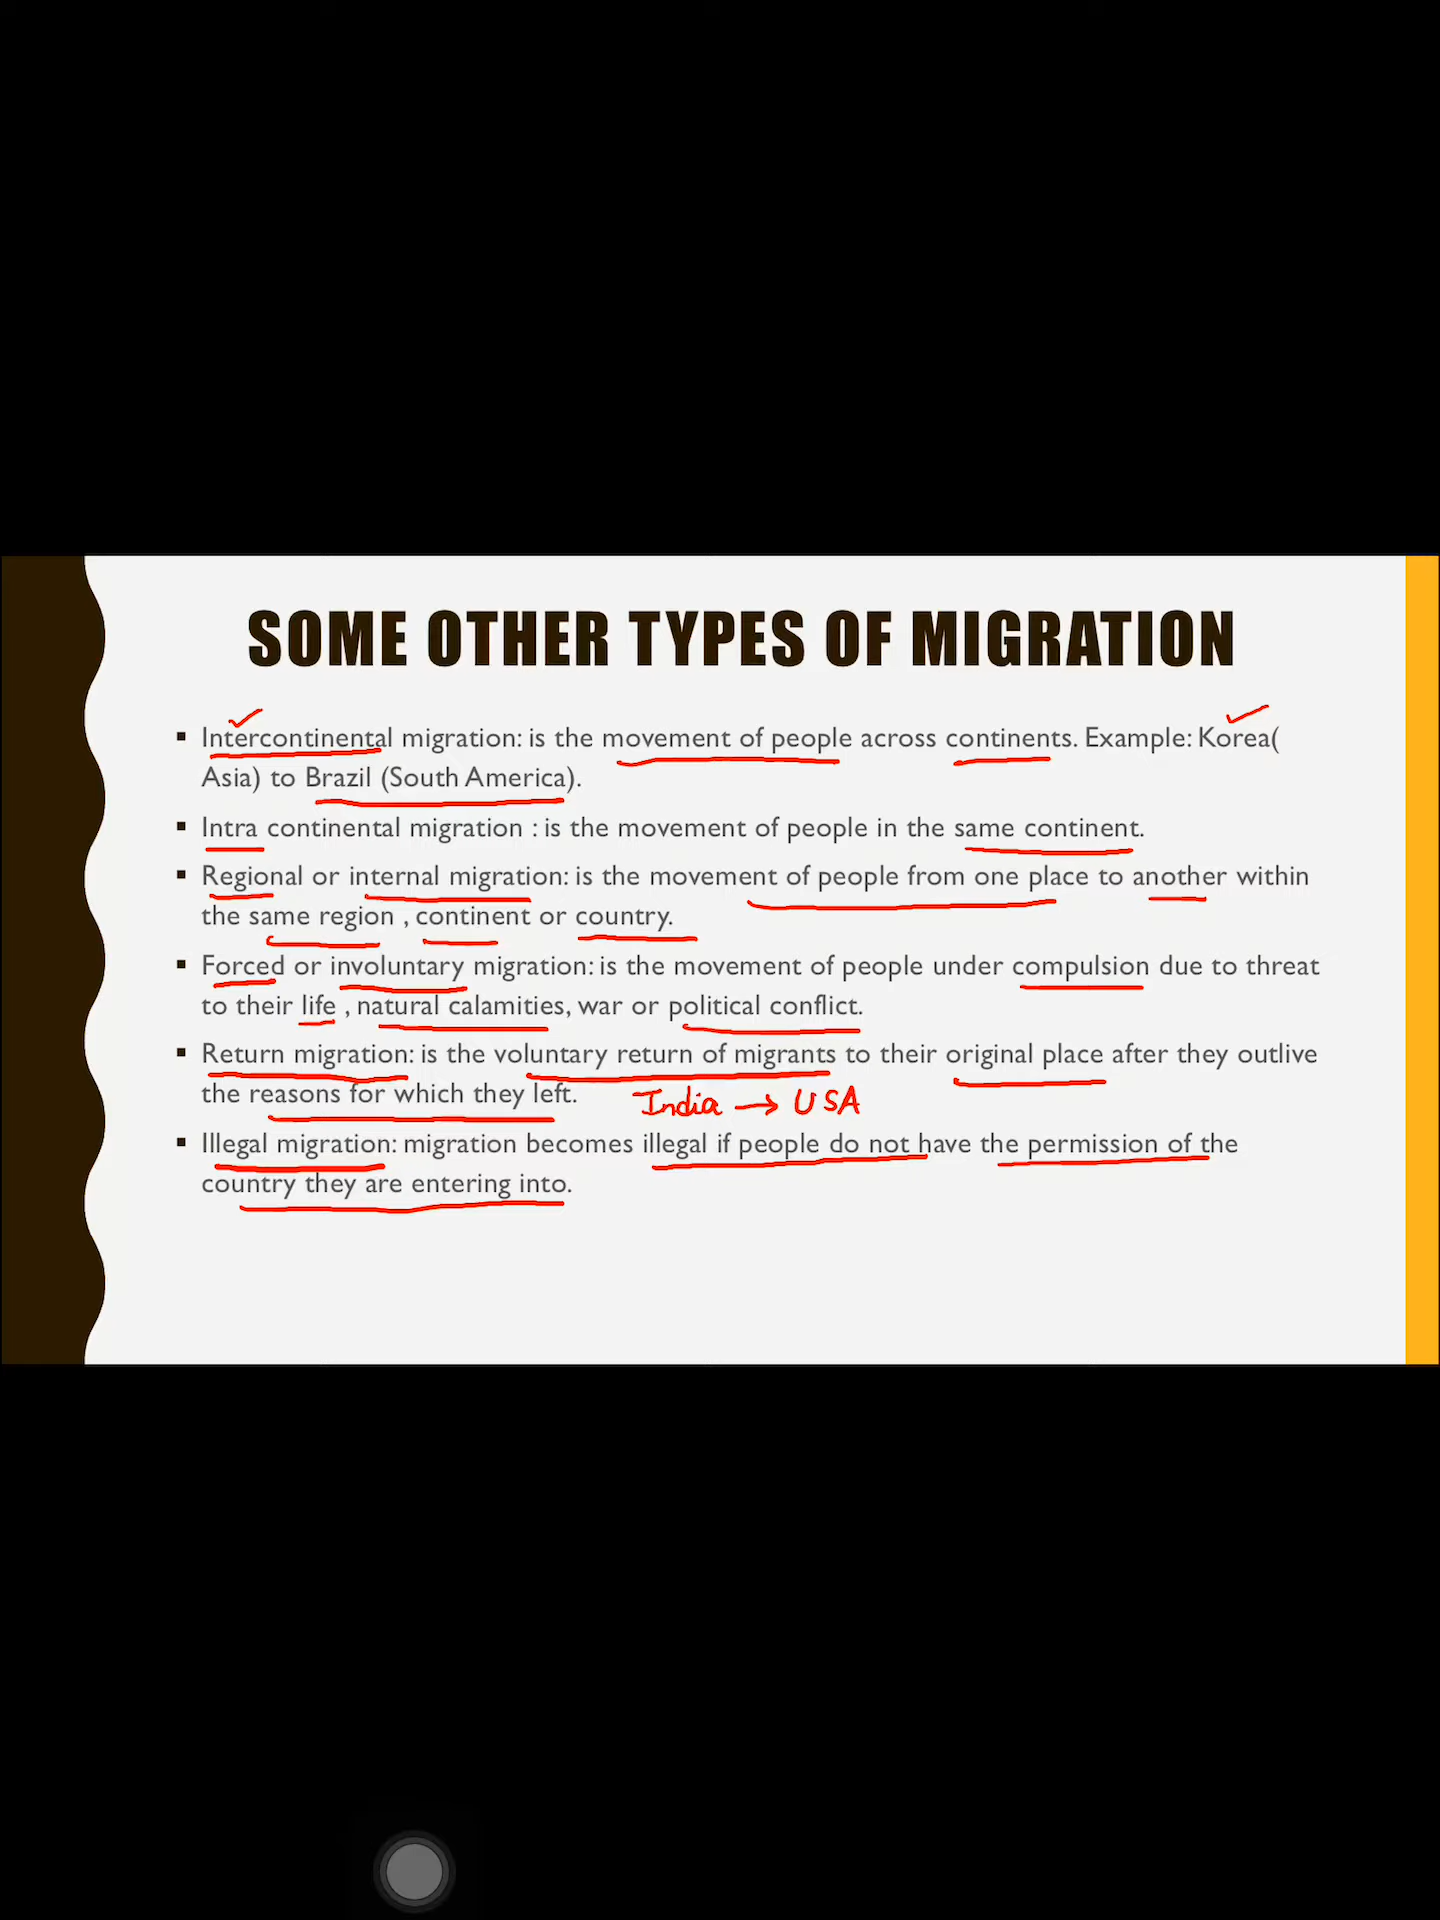 SOME OTHER TYPES OF MIGRATION
▪ Intercontinental migration: is the movement of people across continents. Example: Korea(
Asia) to Brazil (South America).
▪ Intra continental migration : is the movement of people in the same continent.
▪ Regional or internal migration: is the movement of people from one place to another within
the same region , continent or country.
▪ Forced or involuntary migration: is the movement of people under compulsion due to threat
to their life , natural calamities, war or political conflict.
▪ Return migration: is the voluntary return of migrants to their original place after they outlive
the reasons for which they left.
India → USA
▪ Illegal migration: migration becomes illegal if people do not have the permission of the
country they are entering into.